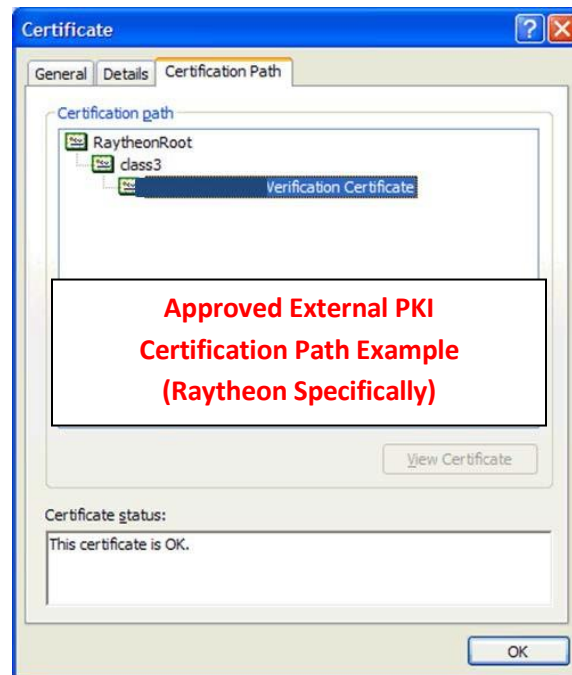 Certificate
General Details Certification Path
Certification path
RaytheonRoot
class3
Verification Certificate
Approved External PKI
Certification Path Example
(Raytheon Specifically)
View Certificate
Certificate status:
This certificate is OK.
OK